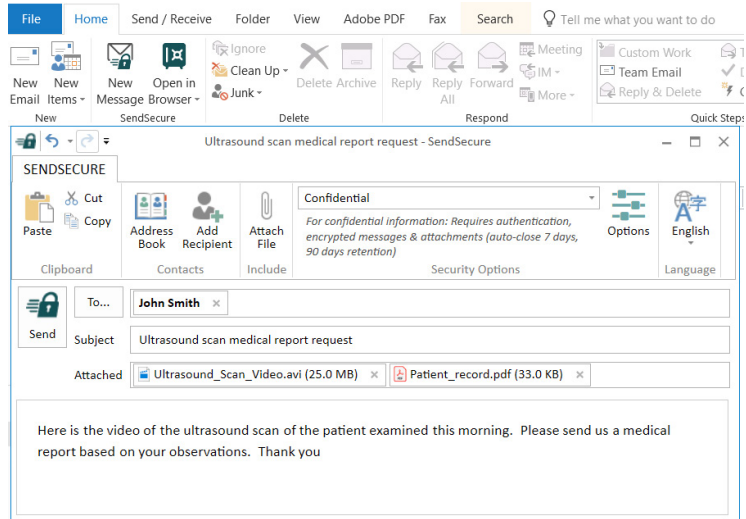 File Home Send / Receive Folder View Adobe PDF Fax Search Tell me what you want to do
Ignore Meeting Custom Work
Clean Up Team Email
New New New Open in Delete Archive Reply Reply Forward IM
Email Items Message Browser Junk All More Reply & Delete
New SendSecure Delete Respond Quick Steps
Ultrasound scan medical report request - SendSecure
SENDSECURE
Cut Confidential
Copy For confidential information: Requires authentication,
Paste Address Add Attach encrypted messages & attachments (auto-close 7 days, Options English
Book Recipient File 90 days retention)
Clipboard Contacts Include Security Options Language
To... John Smith
Send Subject Ultrasound scan medical report request
Attached Ultrasound_Scan_Video.avi (25.0 MB) Patient_record.pdf (33.0 KB)
Here is the video of the ultrasound scan of the patient examined this morning. Please send us a medical
report based on your observations. Thank you